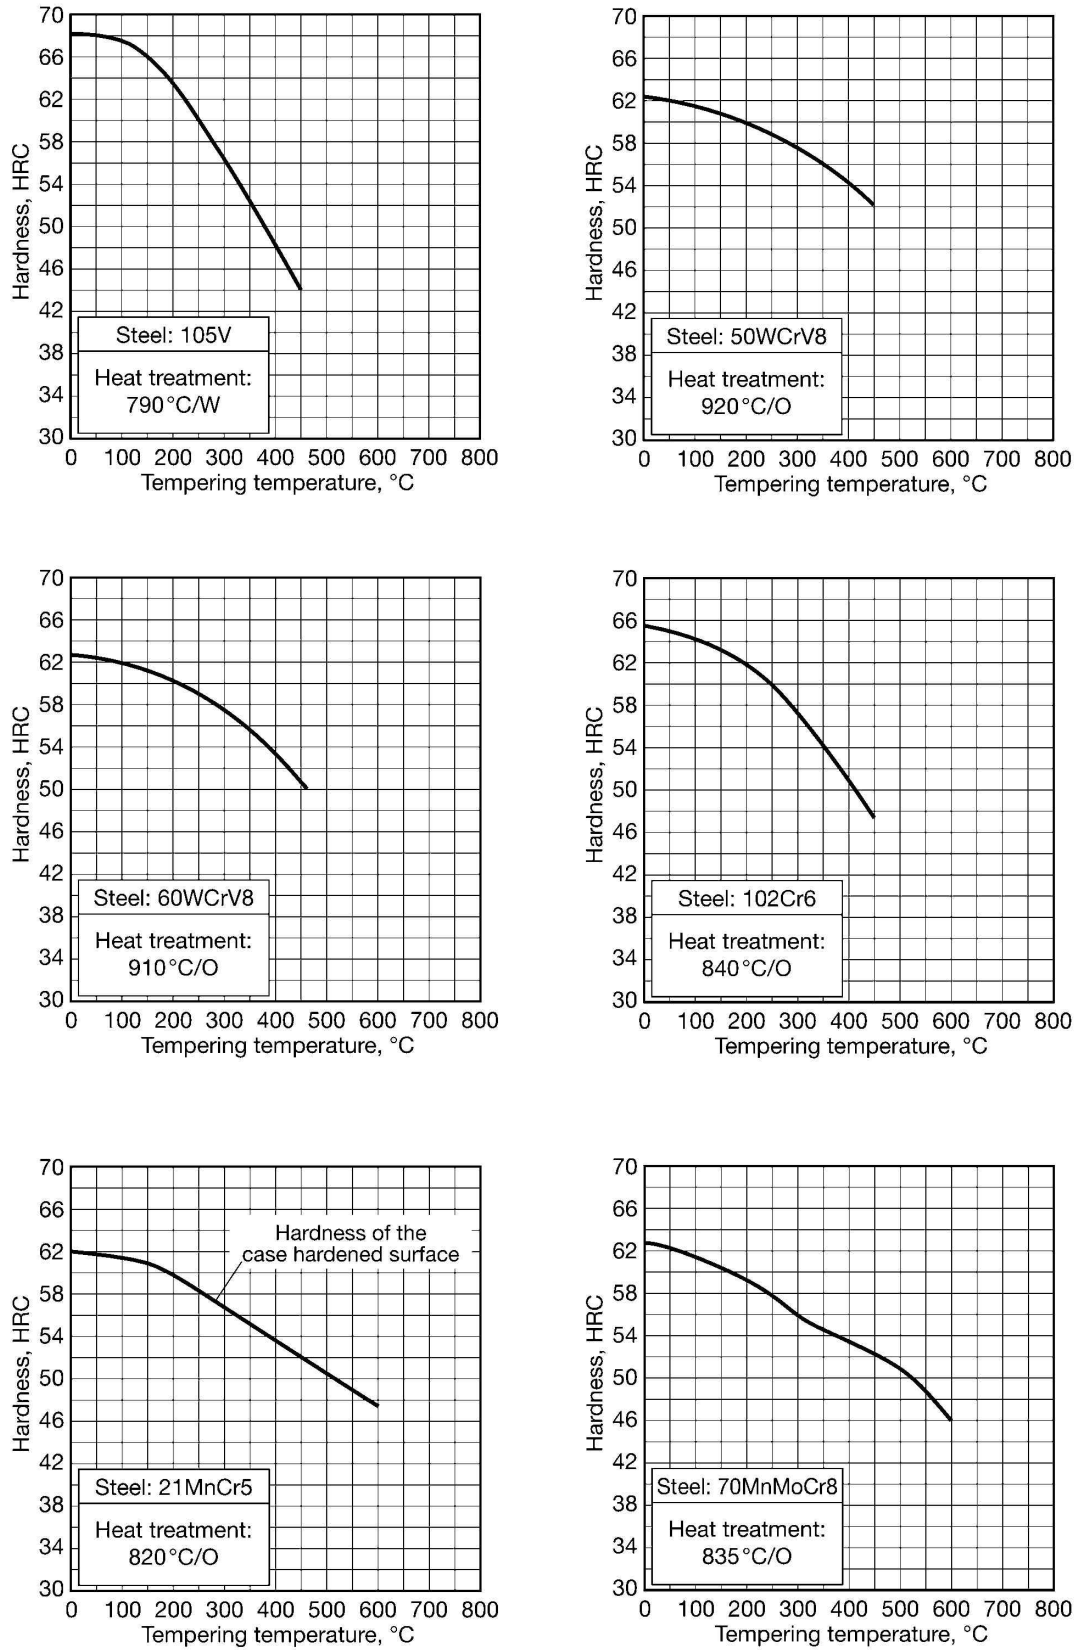 70
66
62
58
54
50
46
42
38
34
30
Hardness, HRC
Steel: 105V
Heat treatment:
790°C/W
0 100 200 300 400 500 600 700 800
Tempering temperature, °C
70
66
62
58
54
50
46
42
38
34
30
Hardness, HRC
Steel: 50WCrV8
Heat treatment:
920°C/O
0 100 200 300 400 500 600 700 800
Tempering temperature, °C
70
66
62
58
54
50
46
42
38
34
30
Hardness, HRC
Steel: 60WCrV8
Heat treatment:
910°C/O
0 100 200 300 400 500 600 700 800
Tempering temperature, °C
70
66
62
58
54
50
46
42
38
34
30
Hardness, HRC
Steel: 102Cr6
Heat treatment:
840°C/O
0 100 200 300 400 500 600 700 800
Tempering temperature, °C
70
66
62
58
54
50
46
42
38
34
30
Hardness, HRC
Hardness of the
case hardened surface
Steel: 21MnCr5
Heat treatment:
820°C/O
0 100 200 300 400 500 600 700 800
Tempering temperature, °C
70
66
62
58
54
50
46
42
38
34
30
Hardness, HRC
Steel: 70MnMoCr8
Heat treatment:
835°C/O
0 100 200 300 400 500 600 700 800
Tempering temperature, °C